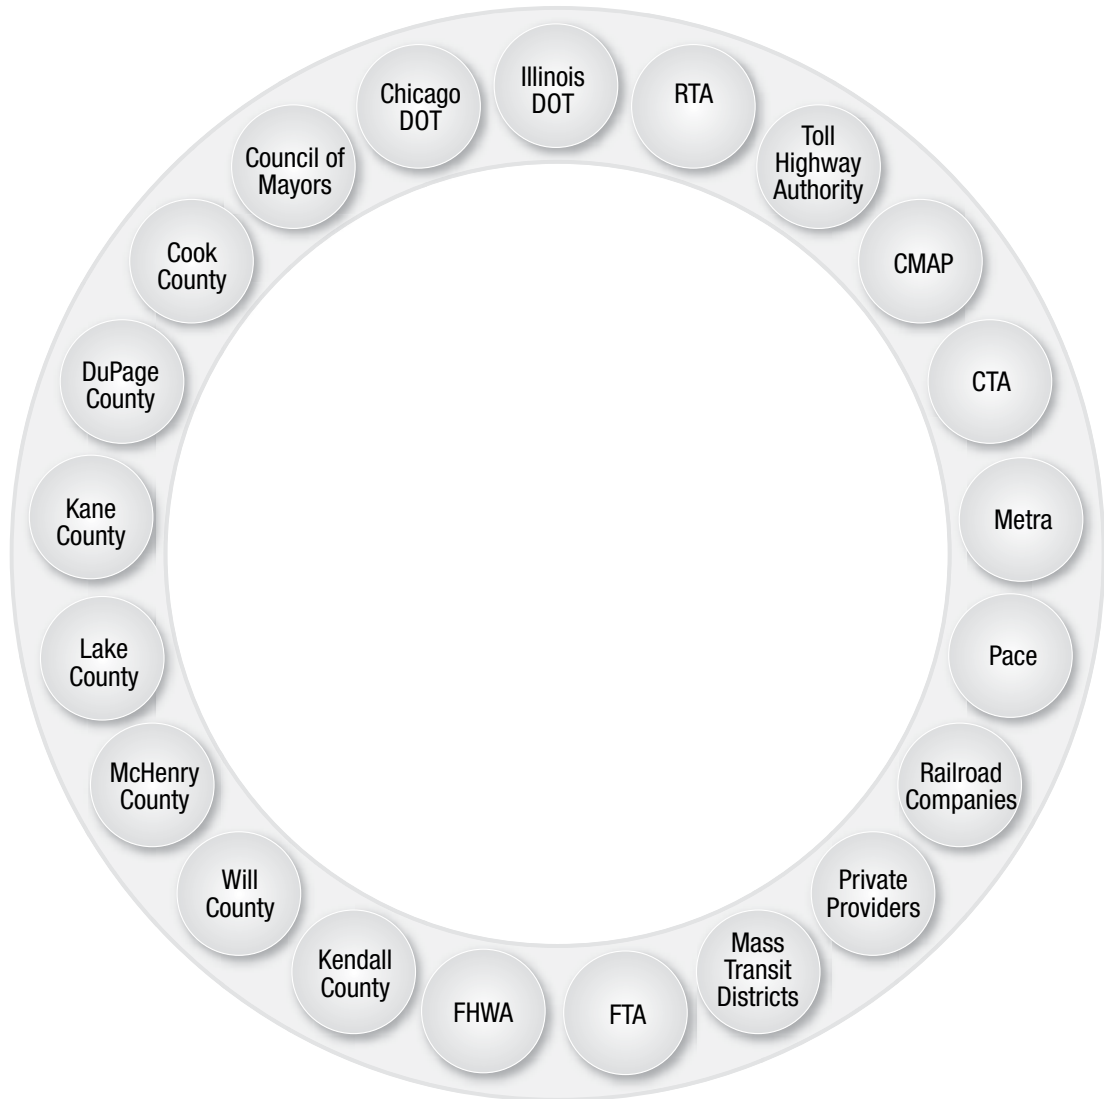 Illinois
DOT
RTA
Toll
Highway
Authority
CMAP
CTA
Metra
Pace
Railroad
Companies
Private
Providers
Mass
Transit
Districts
FTA
FHWA
Kendall
County
Will
County
McHenry
County
Lake
County
Kane
County
DuPage
County
Cook
County
Council of
Mayors
Chicago
DOT